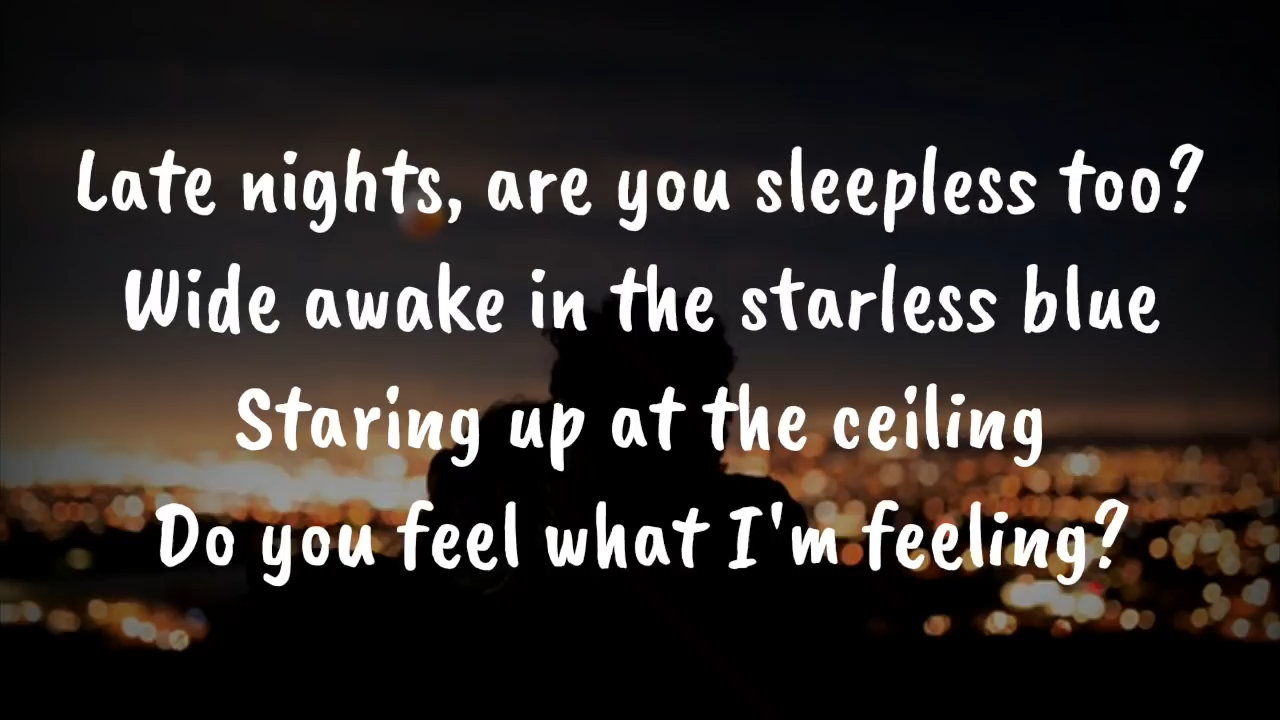 Late nights, are you sleepless too?
Wide awake in the starless blue
Staring up at the ceiling
Do you feel what I'm feeling?